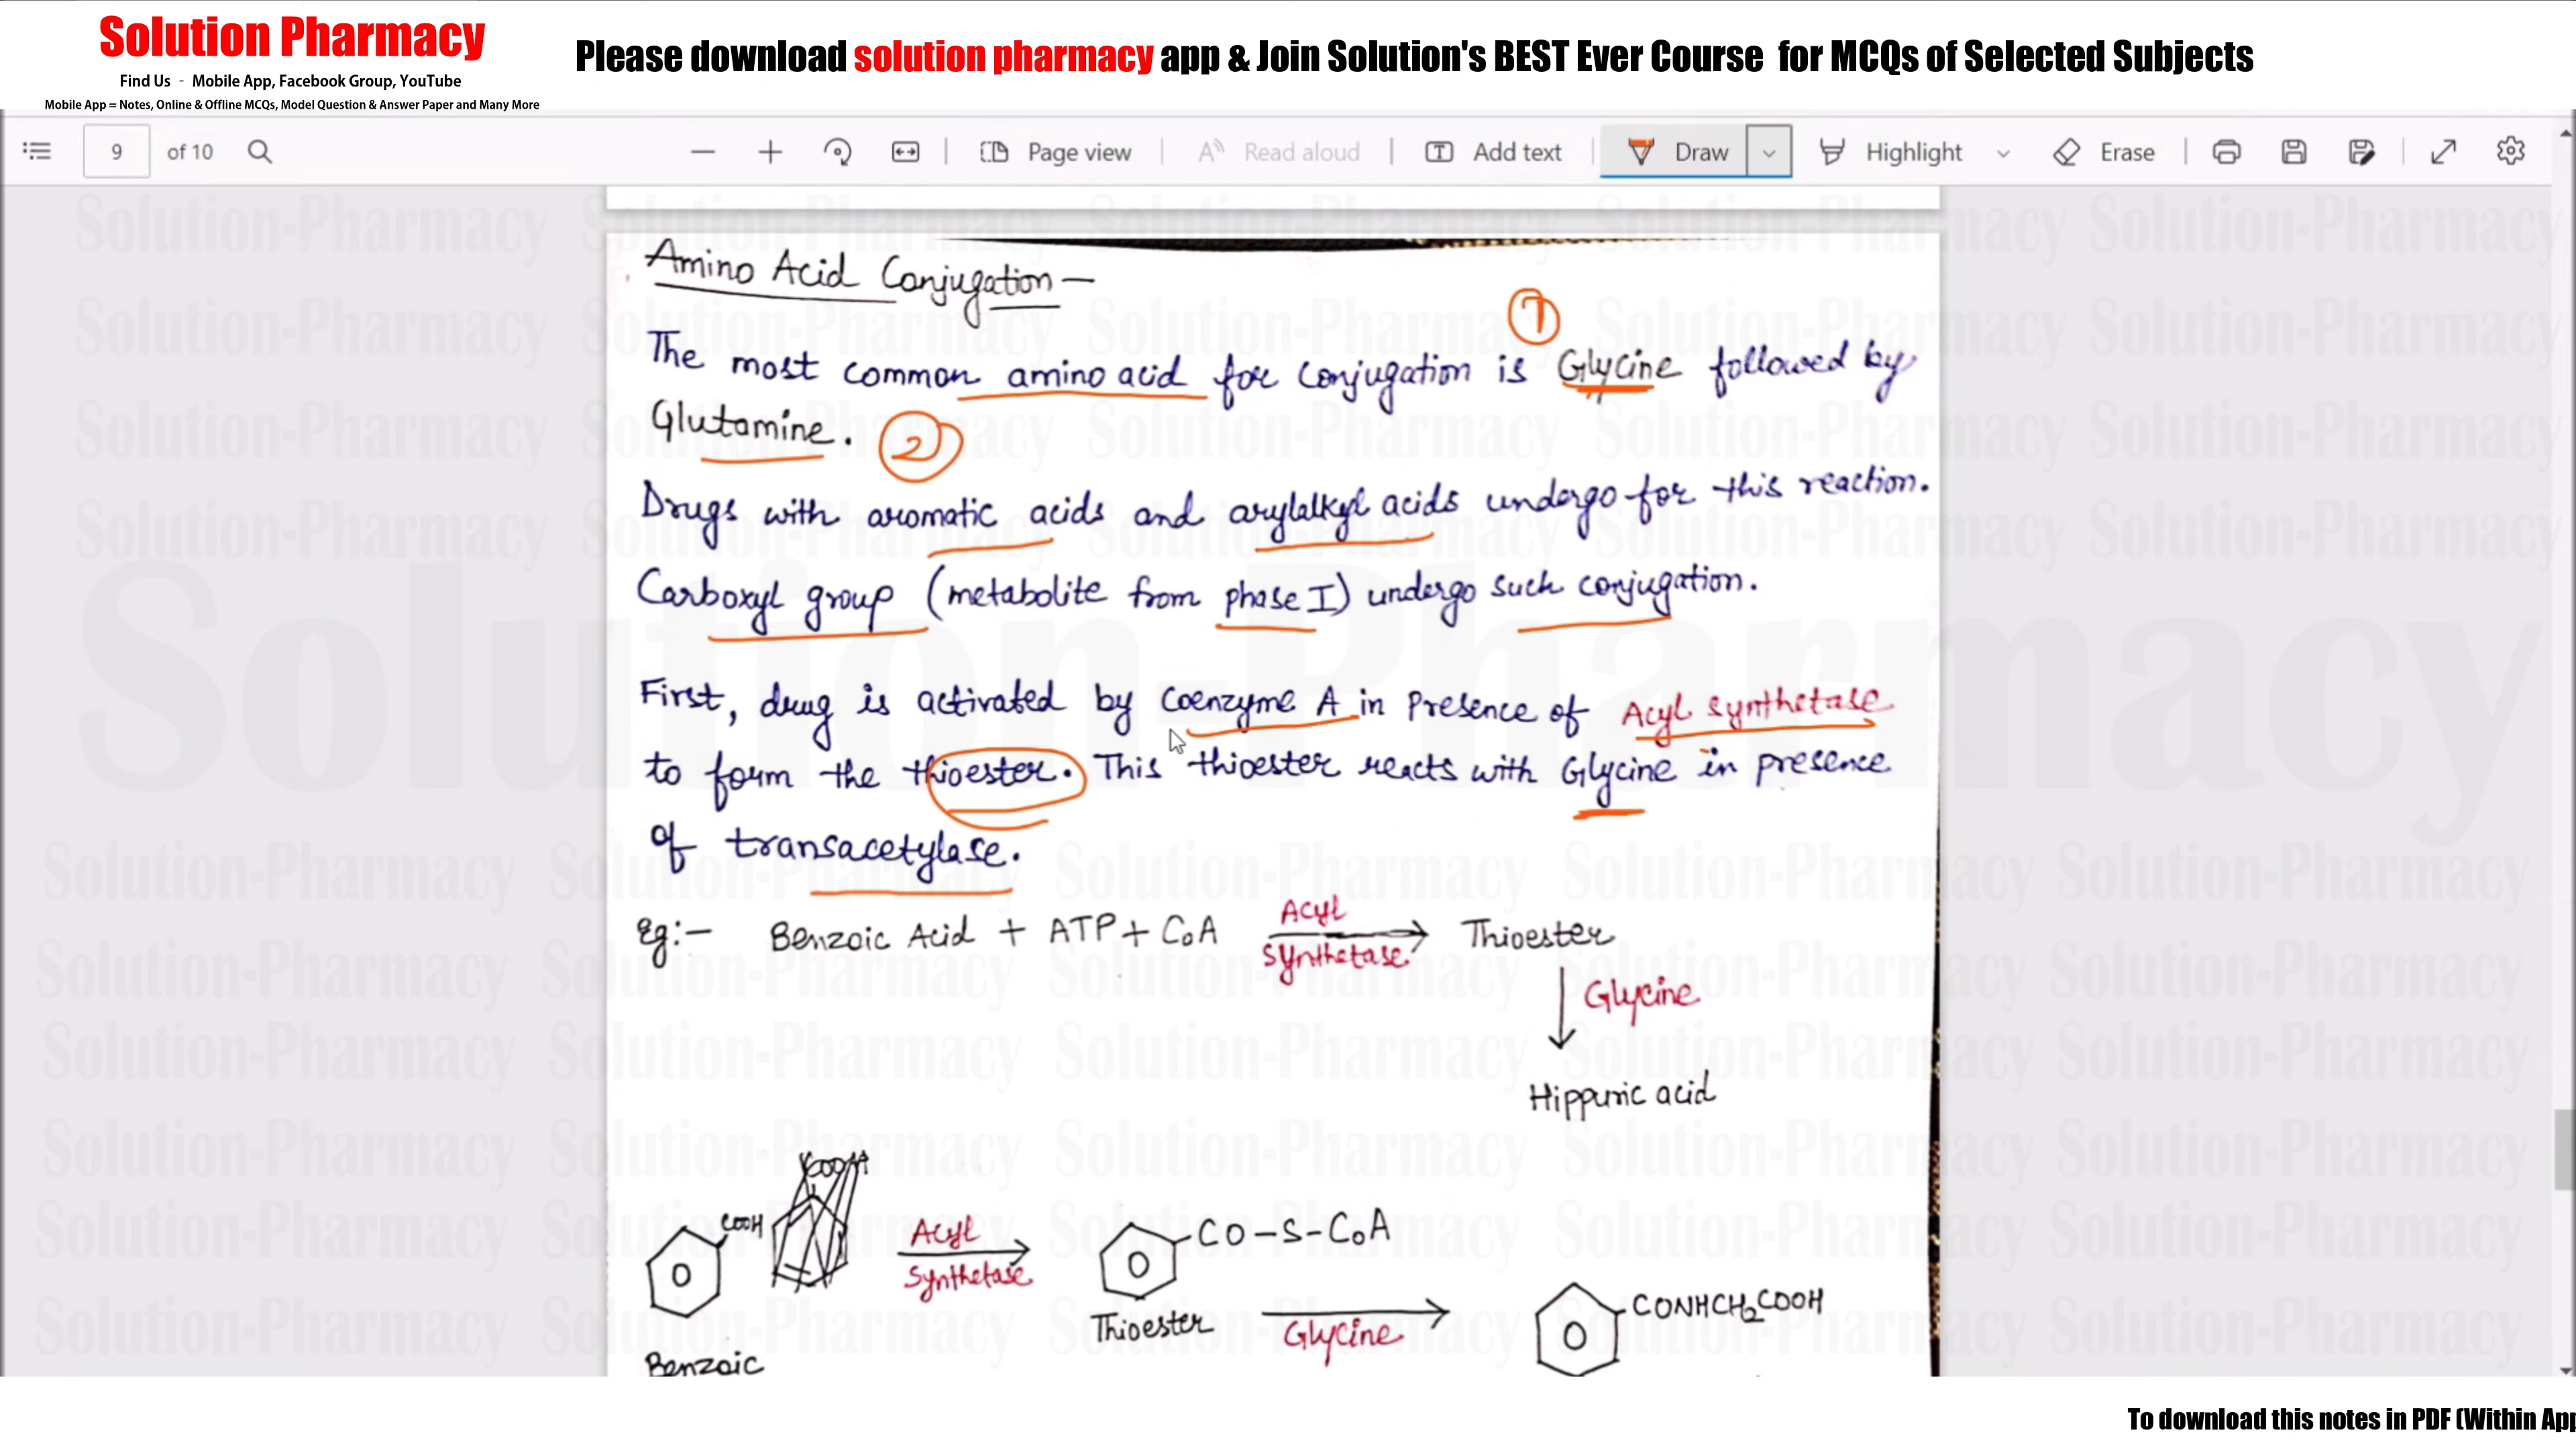 Solution Pharmacy
Find Us - Mobile App, Facebook Group, YouTube
Mobile App = Notes, Online & Offline MCQs, Model Question & Answer Paper and Many More
Please download solution pharmacy app & Join Solution's BEST Ever Course for MCQs of Selected Subjects
9 of 10 Page view Read aloud Add text Draw Highlight Erase
Amino Acid Conjugation —
1
The most common amino acid for conjugation is Glycine followed by
Glutamine. 2
Drugs with aromatic acids and arylalkyl acids undergo for this reaction.
Carboxyl group (metabolite from phase I) undergo such conjugation.
First, drug is activated by Coenzyme A in presence of Acyl synthetase
to form the thioester. This thioester reacts with Glycine in presence
of transacetylase.
Eg:- Benzoic Acid + ATP + CoA Acyl Synthetase Thioester
Glycine
Hippuric acid
COOH Acyl Synthetase CO-S-CoA
Thioester Glycine CONHCH2COOH
Benzoic
Solution-Pharmacy
To download this notes in PDF (Within App